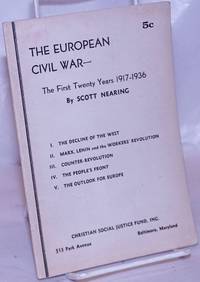 5c
THE EUROPEAN
CIVIL WAR—
The First Twenty Years 1917-1936
By SCOTT NEARING
I. THE DECLINE OF THE WEST
II. MARX, LENIN and the WORKERS' REVOLUTION
III. COUNTER-REVOLUTION
IV. THE PEOPLE'S FRONT
V. THE OUTLOOK FOR EUROPE
CHRISTIAN SOCIAL JUSTICE FUND, INC.
513 Park Avenue Baltimore, Maryland